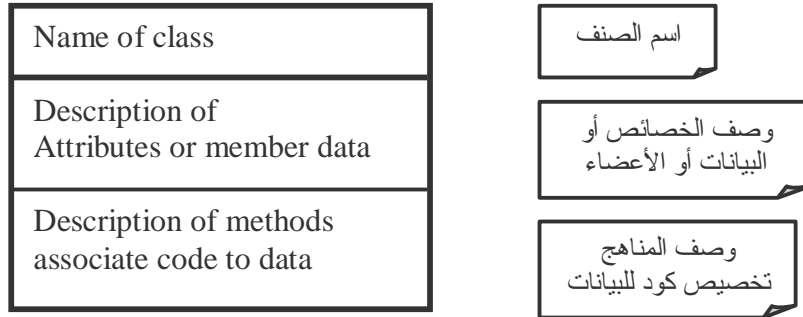 Name of class
اسم الصنف
Description of
Attributes or member data
وصف الخصائص أو
البيانات أو الأعضاء
Description of methods
associate code to data
وصف المناهج
تخصيص كود للبيانات